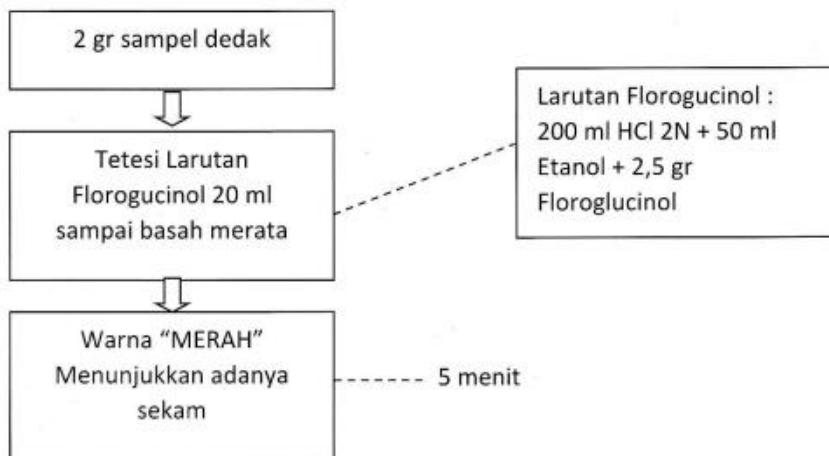 2 gr sampel dedak
Tetesi Larutan
Florogucinol 20 ml
sampai basah merata
Larutan Florogucinol :
200 ml HCl 2N + 50 ml
Etanol + 2,5 gr
Floroglucinol
Warna “MERAH”
Menunjukkan adanya
sekam
5 menit